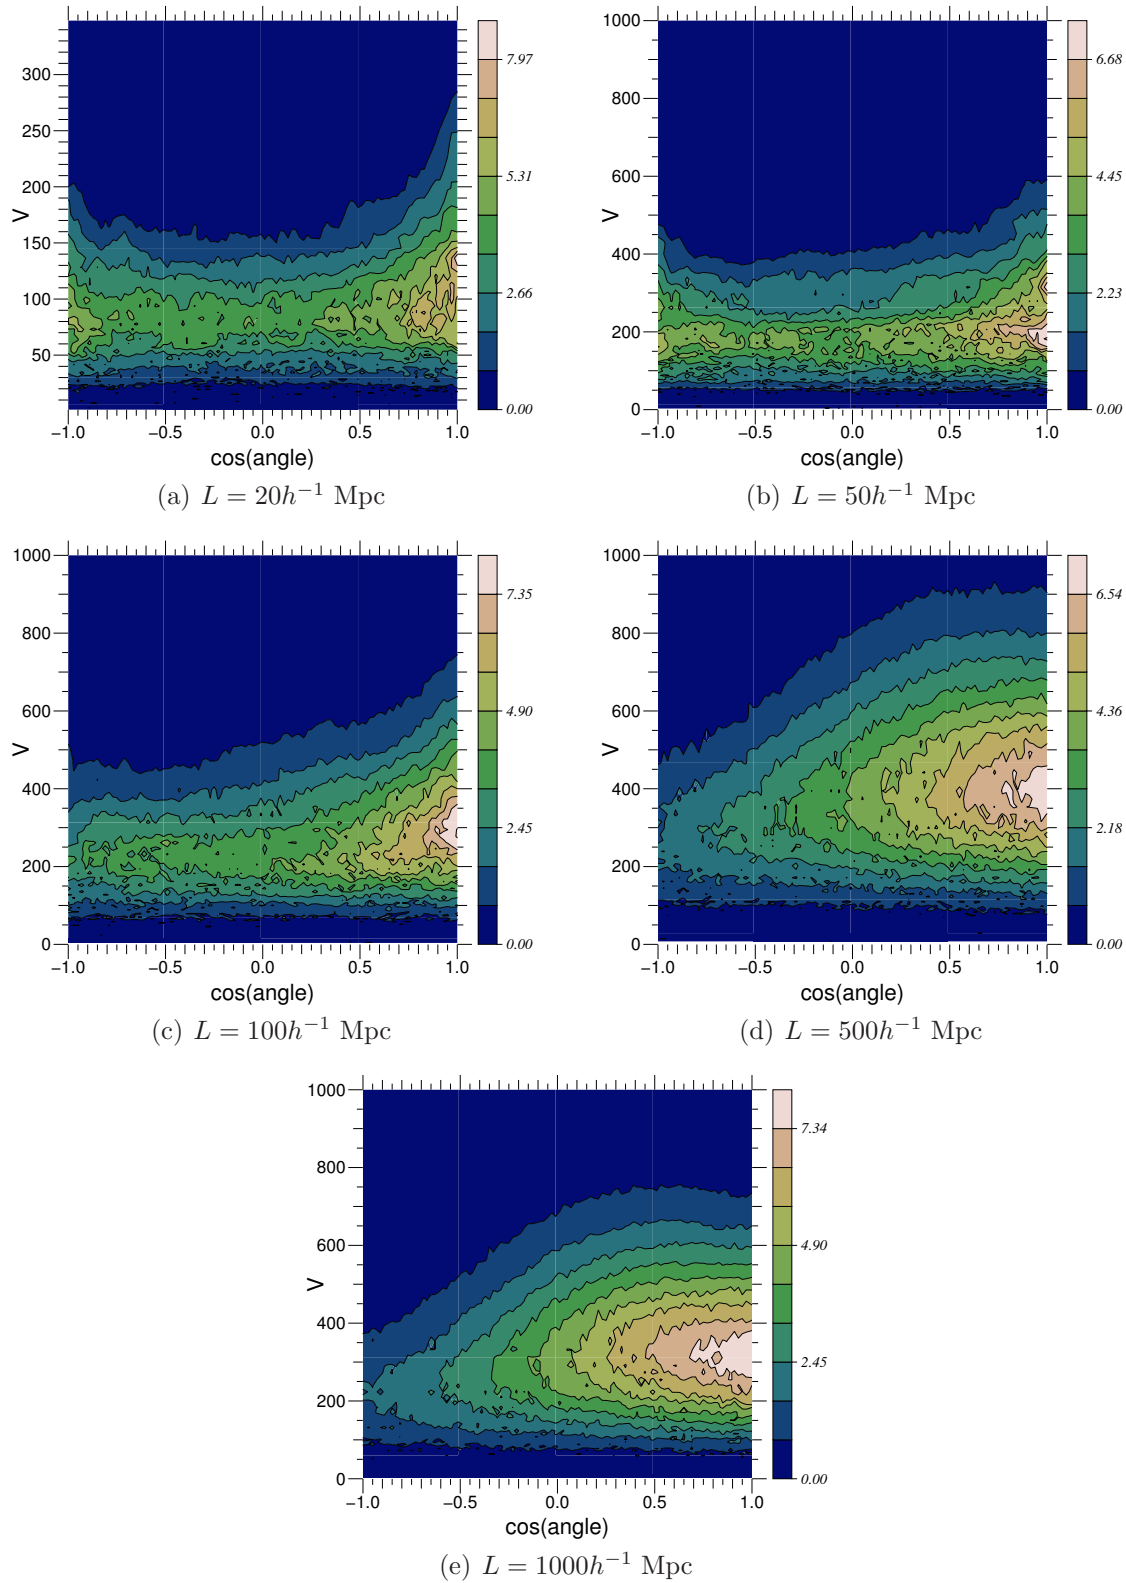 7.97
5.31
2.66
0.00
300
250
200
150
100
50
V
−1.0 −0.5 0.0 0.5 1.0
cos(angle)
(a) L = 20h⁻¹ Mpc
1000
800
600
400
200
0
V
6.68
4.45
2.23
0.00
−1.0 −0.5 0.0 0.5 1.0
cos(angle)
(b) L = 50h⁻¹ Mpc
1000
800
600
400
200
0
V
7.35
4.90
2.45
0.00
−1.0 −0.5 0.0 0.5 1.0
cos(angle)
(c) L = 100h⁻¹ Mpc
1000
800
600
400
200
0
V
6.54
4.36
2.18
0.00
−1.0 −0.5 0.0 0.5 1.0
cos(angle)
(d) L = 500h⁻¹ Mpc
1000
800
600
400
200
0
V
7.34
4.90
2.45
0.00
−1.0 −0.5 0.0 0.5 1.0
cos(angle)
(e) L = 1000h⁻¹ Mpc